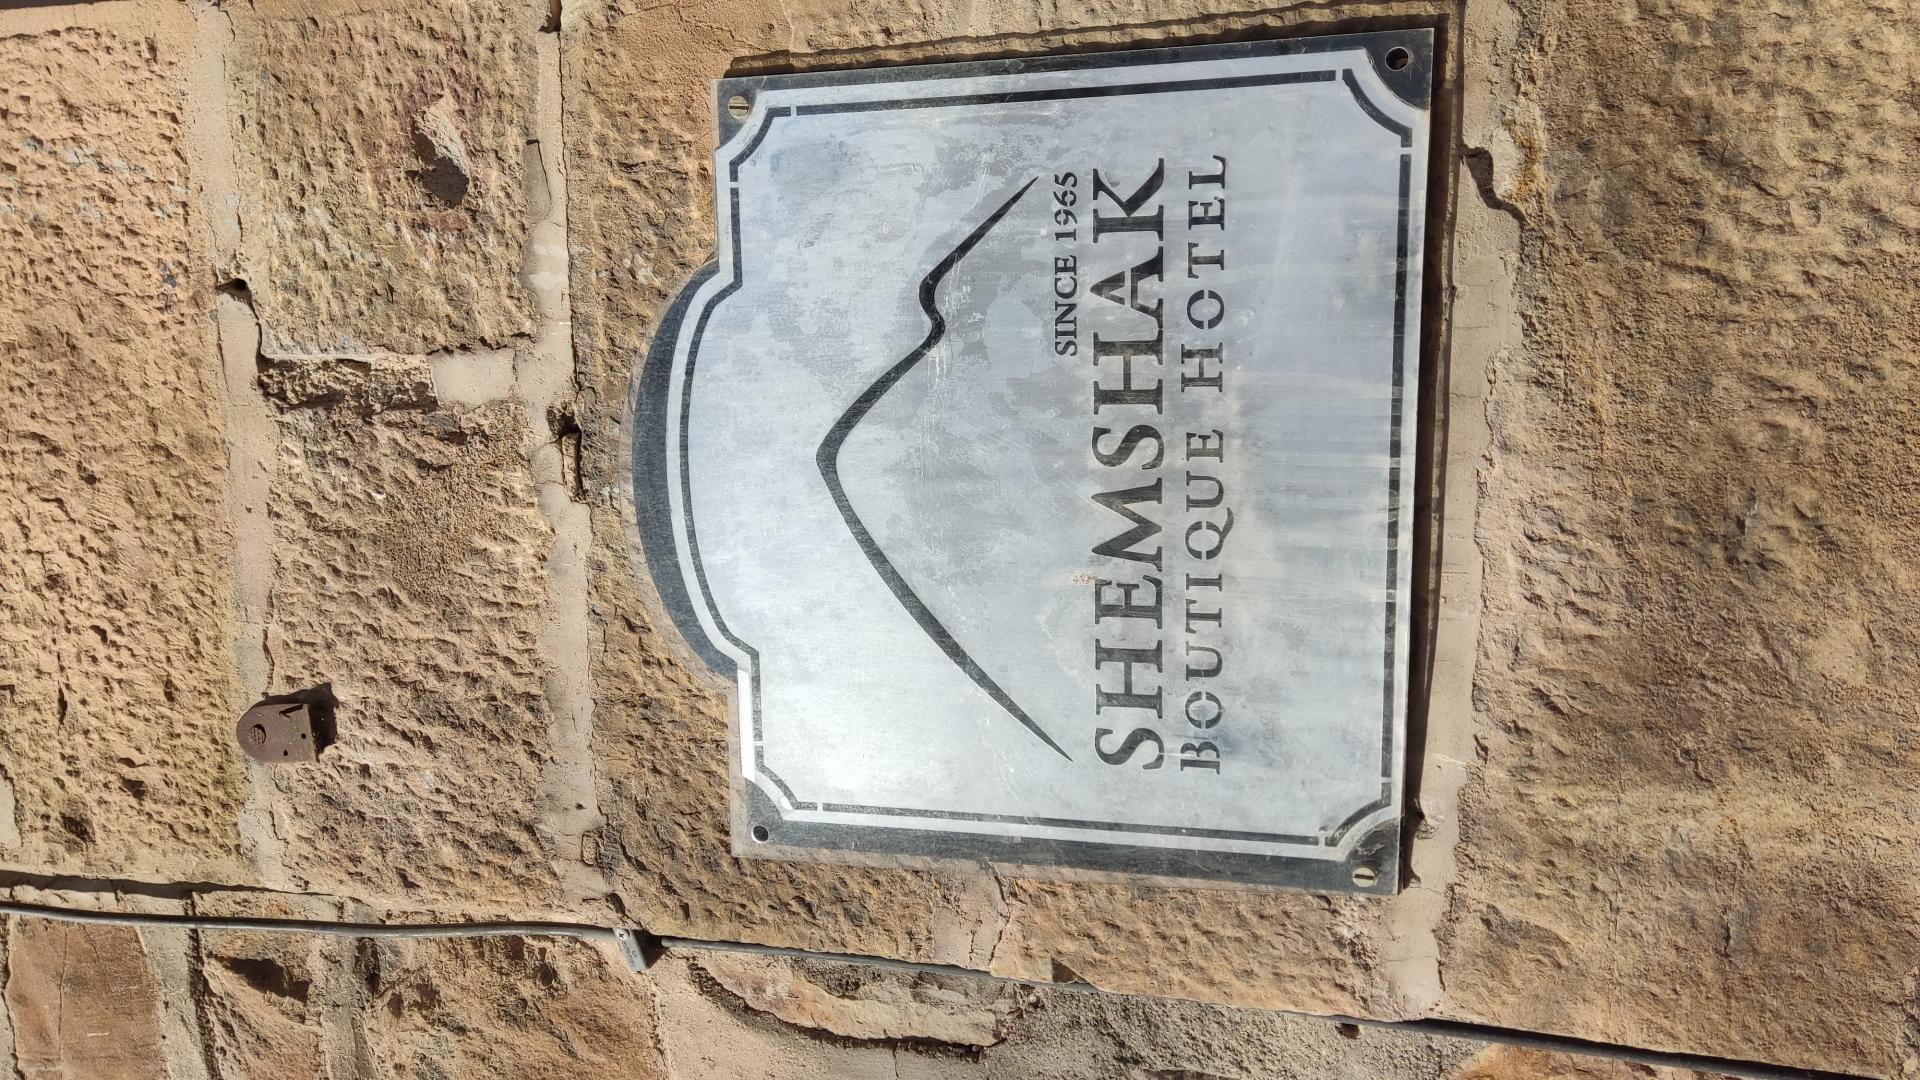 SINCE 1965
SHEMSHAK
BOUTIQUE HOTEL